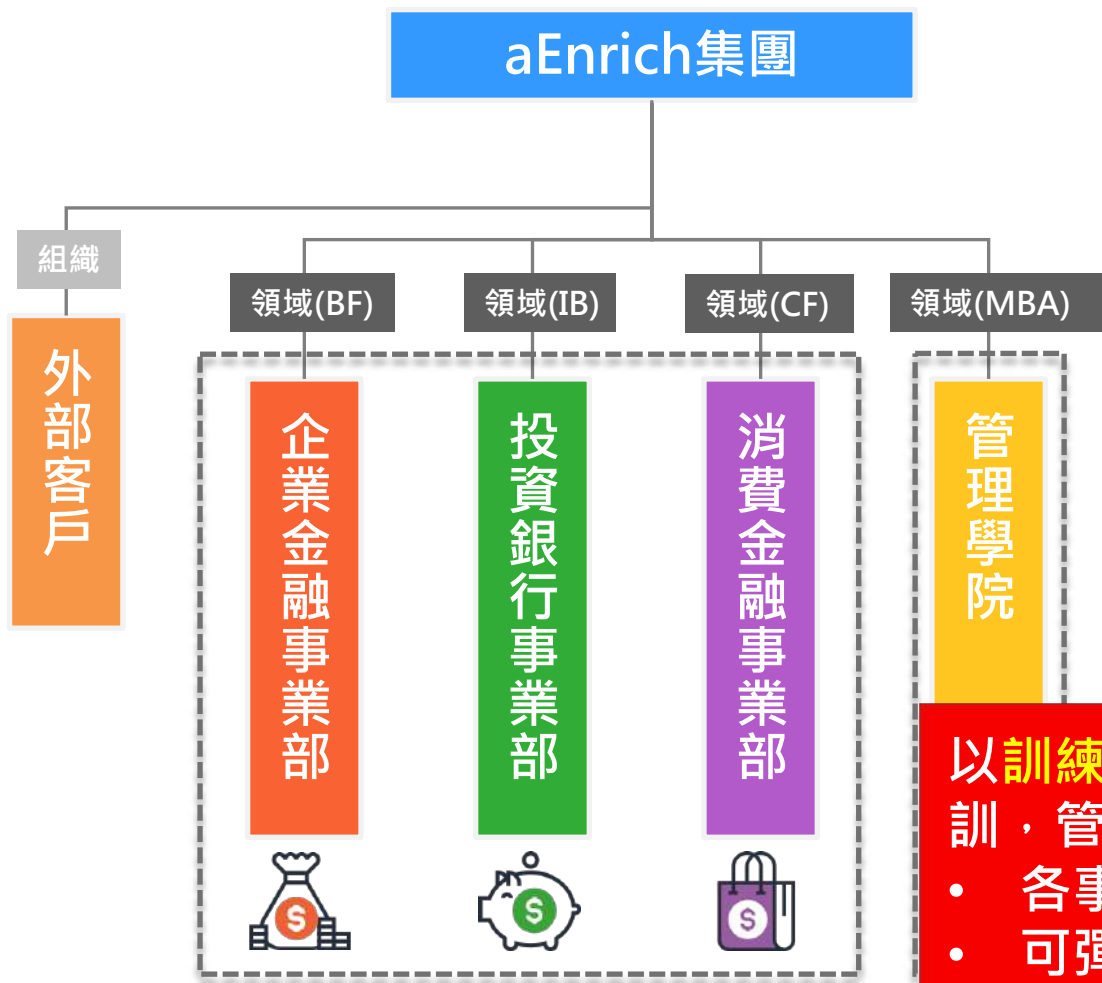 aEnrich集團
組織
領域(BF)
領域(IB)
領域(CF)
領域(MBA)
外部客戶
企業金融事業部
投資銀行事業部
消費金融事業部
管理學院
以訓練
訓，管
• 各事
• 可彈